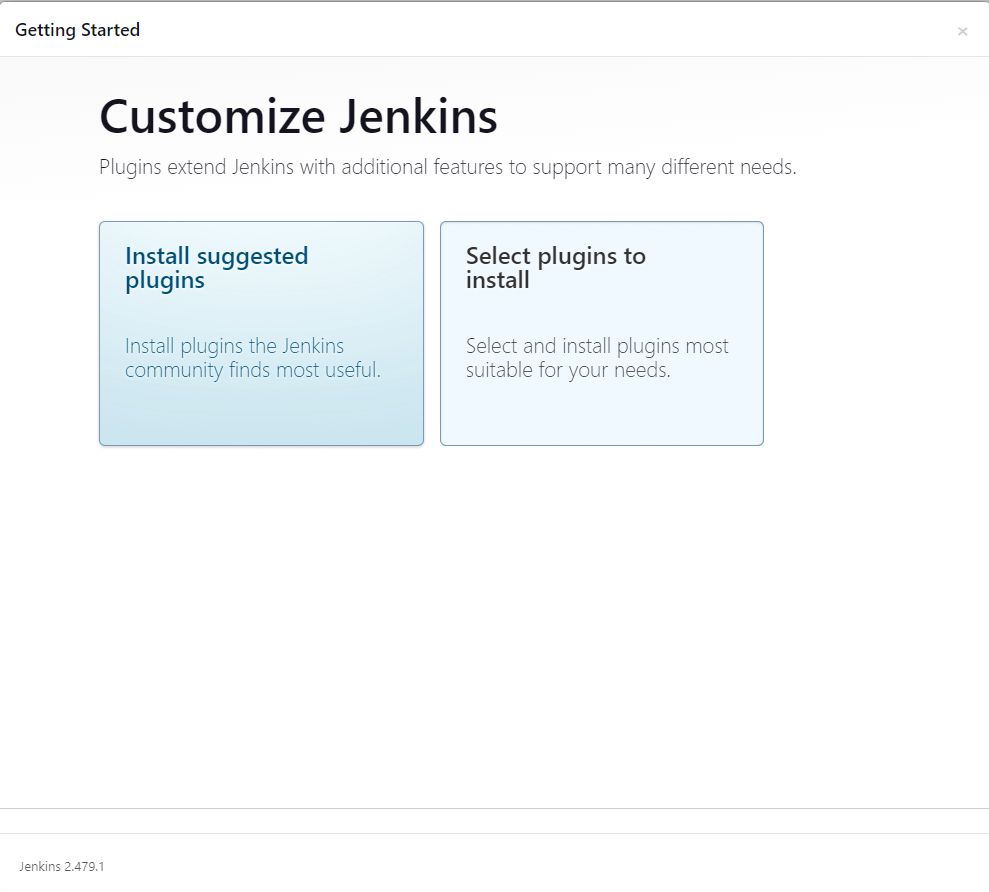 Getting Started
×
Customize Jenkins
Plugins extend Jenkins with additional features to support many different needs.
Install suggested
plugins
Install plugins the Jenkins
community finds most useful.
Select plugins to
install
Select and install plugins most
suitable for your needs.
Jenkins 2.479.1